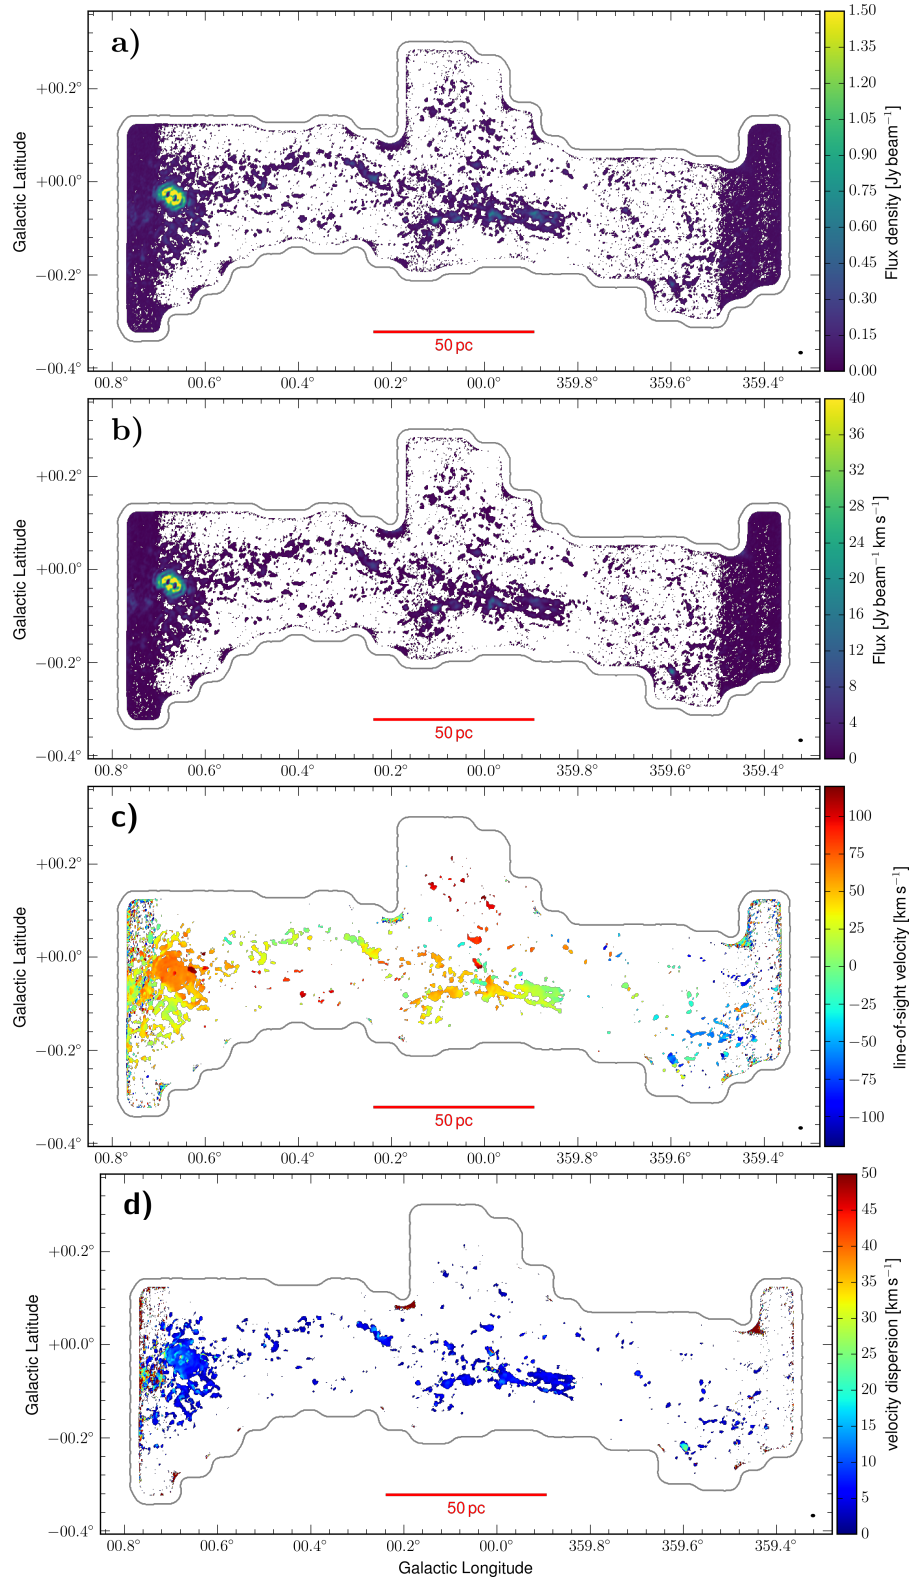 a)
Galactic Latitude
+00.2°
+00.0°
−00.2°
−00.4°
00.8° 00.6° 00.4° 00.2° 00.0° 359.8° 359.6° 359.4°
50 pc
1.50
1.35
1.20
1.05
0.90
0.75
0.60
0.45
0.30
0.15
0.00
Flux density [Jy beam⁻¹]
b)
Galactic Latitude
+00.2°
+00.0°
−00.2°
−00.4°
00.8° 00.6° 00.4° 00.2° 00.0° 359.8° 359.6° 359.4°
50 pc
40
36
32
28
24
20
16
12
8
4
0
Flux [Jy beam⁻¹ km s⁻¹]
c)
Galactic Latitude
+00.2°
+00.0°
−00.2°
−00.4°
00.8° 00.6° 00.4° 00.2° 00.0° 359.8° 359.6° 359.4°
50 pc
100
75
50
25
0
−25
−50
−75
−100
line-of-sight velocity [km s⁻¹]
d)
Galactic Latitude
+00.2°
+00.0°
−00.2°
−00.4°
00.8° 00.6° 00.4° 00.2° 00.0° 359.8° 359.6° 359.4°
50 pc
Galactic Longitude
50
45
40
35
30
25
20
15
10
5
0
velocity dispersion [km s⁻¹]